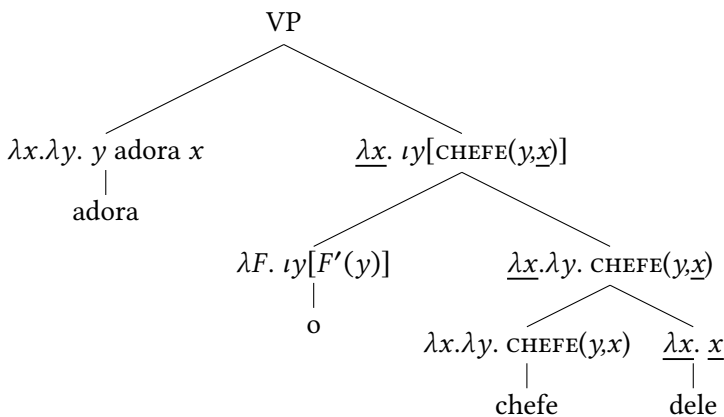 VP
λx.λy. y adora x
λx. ιy[CHEFE(y,x)]
adora
λF. ιy[F′(y)]
λx.λy. CHEFE(y,x)
o
λx.λy. CHEFE(y,x)
λx. x
chefe
dele